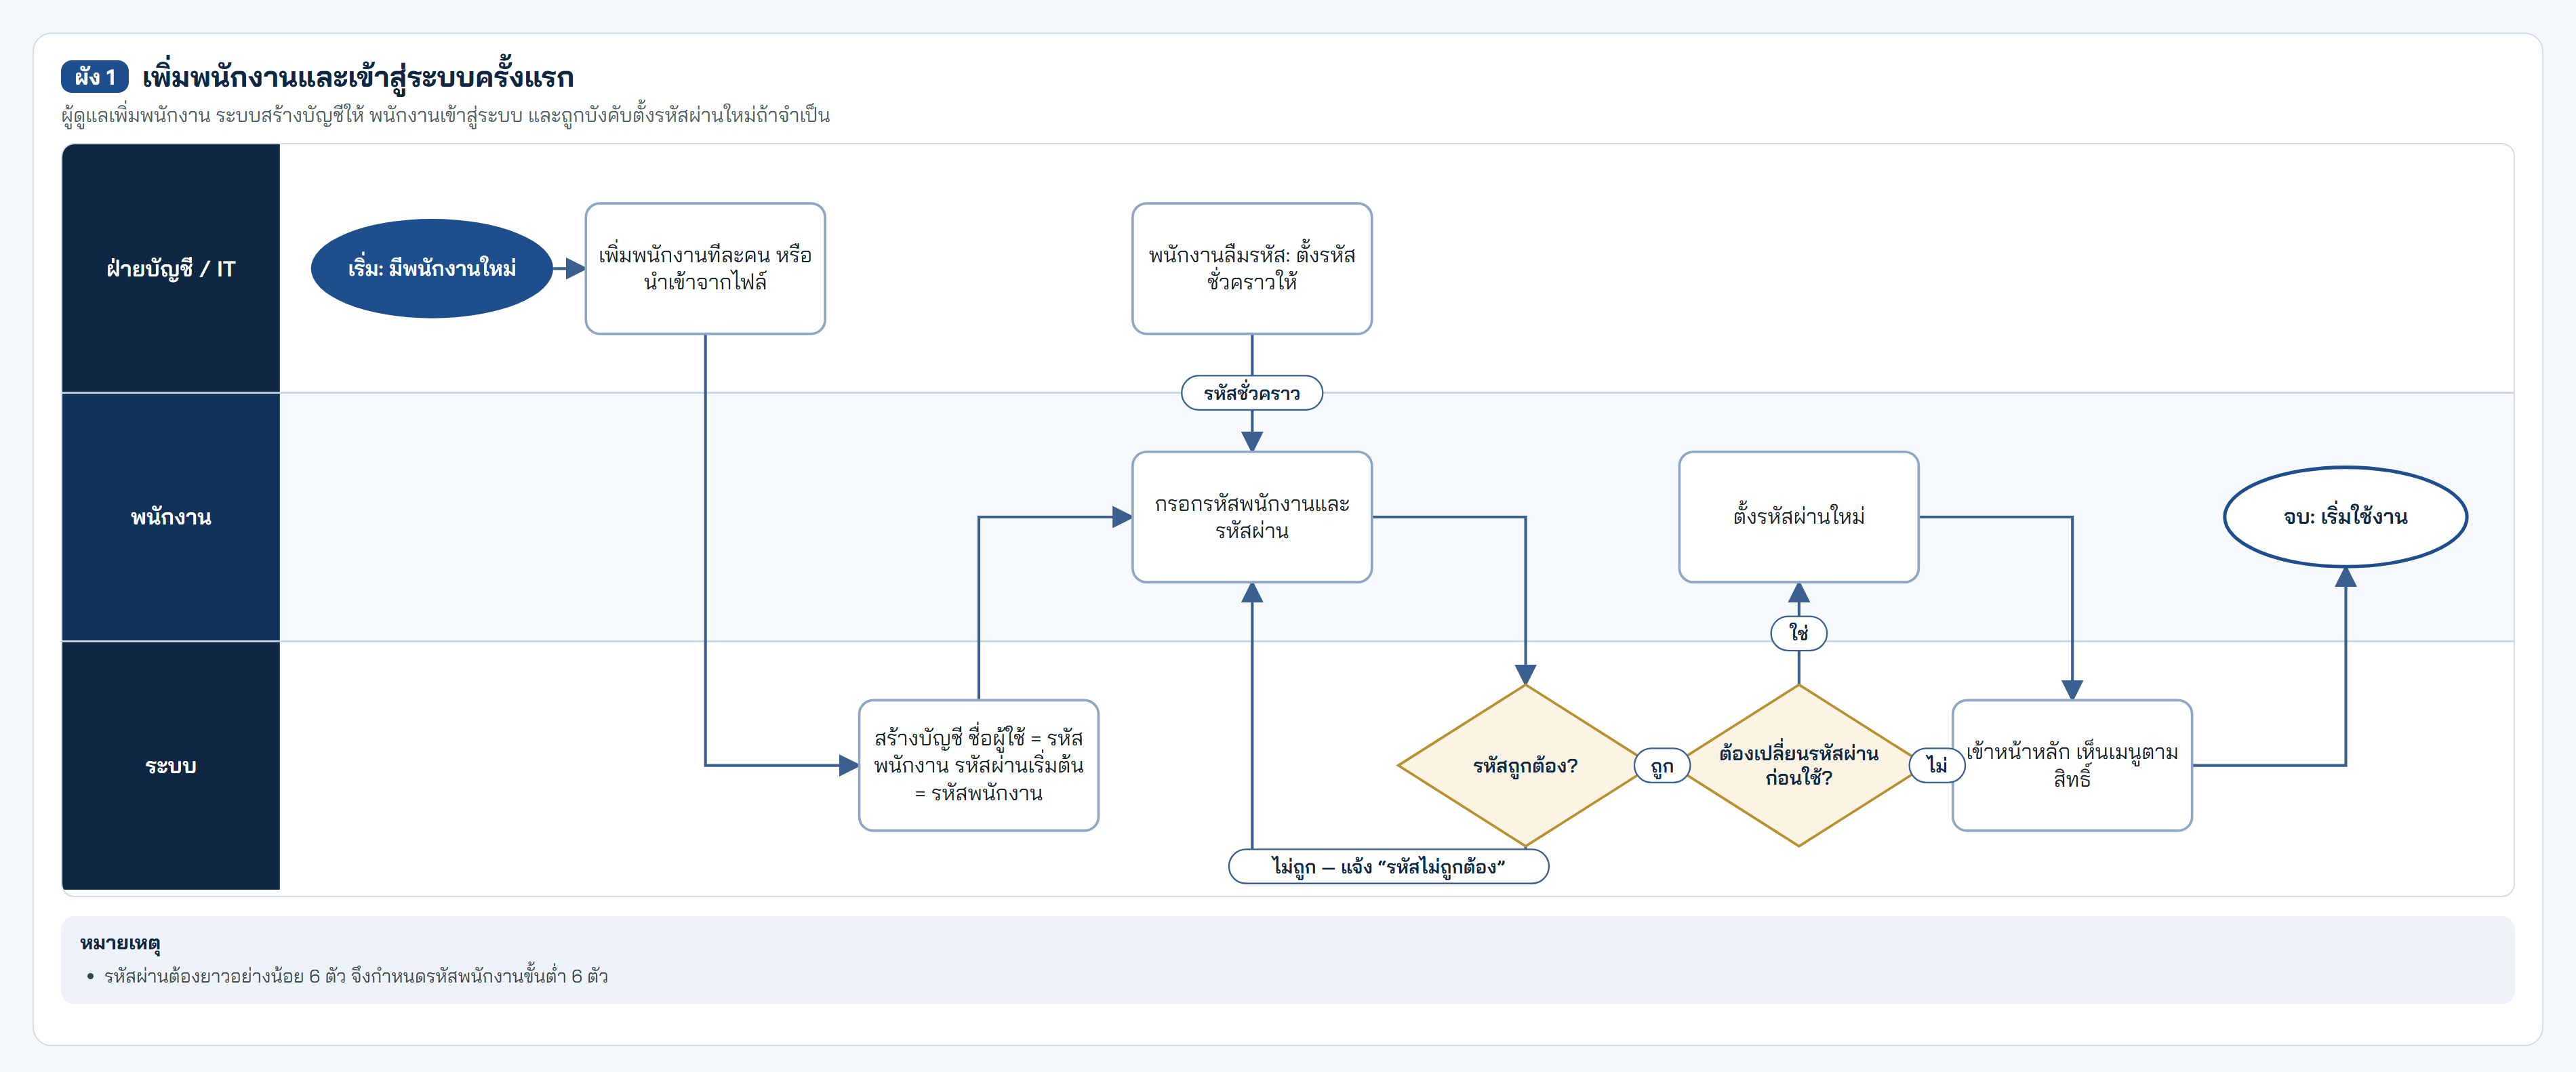 ผัง 1 เพิ่มพนักงานและเข้าสู่ระบบครั้งแรก
ผู้ดูแลเพิ่มพนักงาน ระบบสร้างบัญชีให้ พนักงานเข้าสู่ระบบ และถูกบังคับตั้งรหัสผ่านใหม่ถ้าจำเป็น
ฝ่ายบัญชี / IT
เริ่ม: มีพนักงานใหม่
เพิ่มพนักงานทีละคน หรือ
นำเข้าจากไฟล์
พนักงานลืมรหัส: ตั้งรหัส
ชั่วคราวให้
รหัสชั่วคราว
พนักงาน
กรอกรหัสพนักงานและ
รหัสผ่าน
ตั้งรหัสผ่านใหม่
จบ: เริ่มใช้งาน
ใช่
ระบบ
สร้างบัญชี ชื่อผู้ใช้ = รหัส
พนักงาน รหัสผ่านเริ่มต้น
= รหัสพนักงาน
รหัสถูกต้อง?
ถูก
ต้องเปลี่ยนรหัสผ่าน
ก่อนใช้?
ไม่
เข้าหน้าหลัก เห็นเมนูตาม
สิทธิ์
ไม่ถูก — แจ้ง “รหัสไม่ถูกต้อง”
หมายเหตุ
• รหัสผ่านต้องยาวอย่างน้อย 6 ตัว จึงกำหนดรหัสพนักงานขั้นต่ำ 6 ตัว